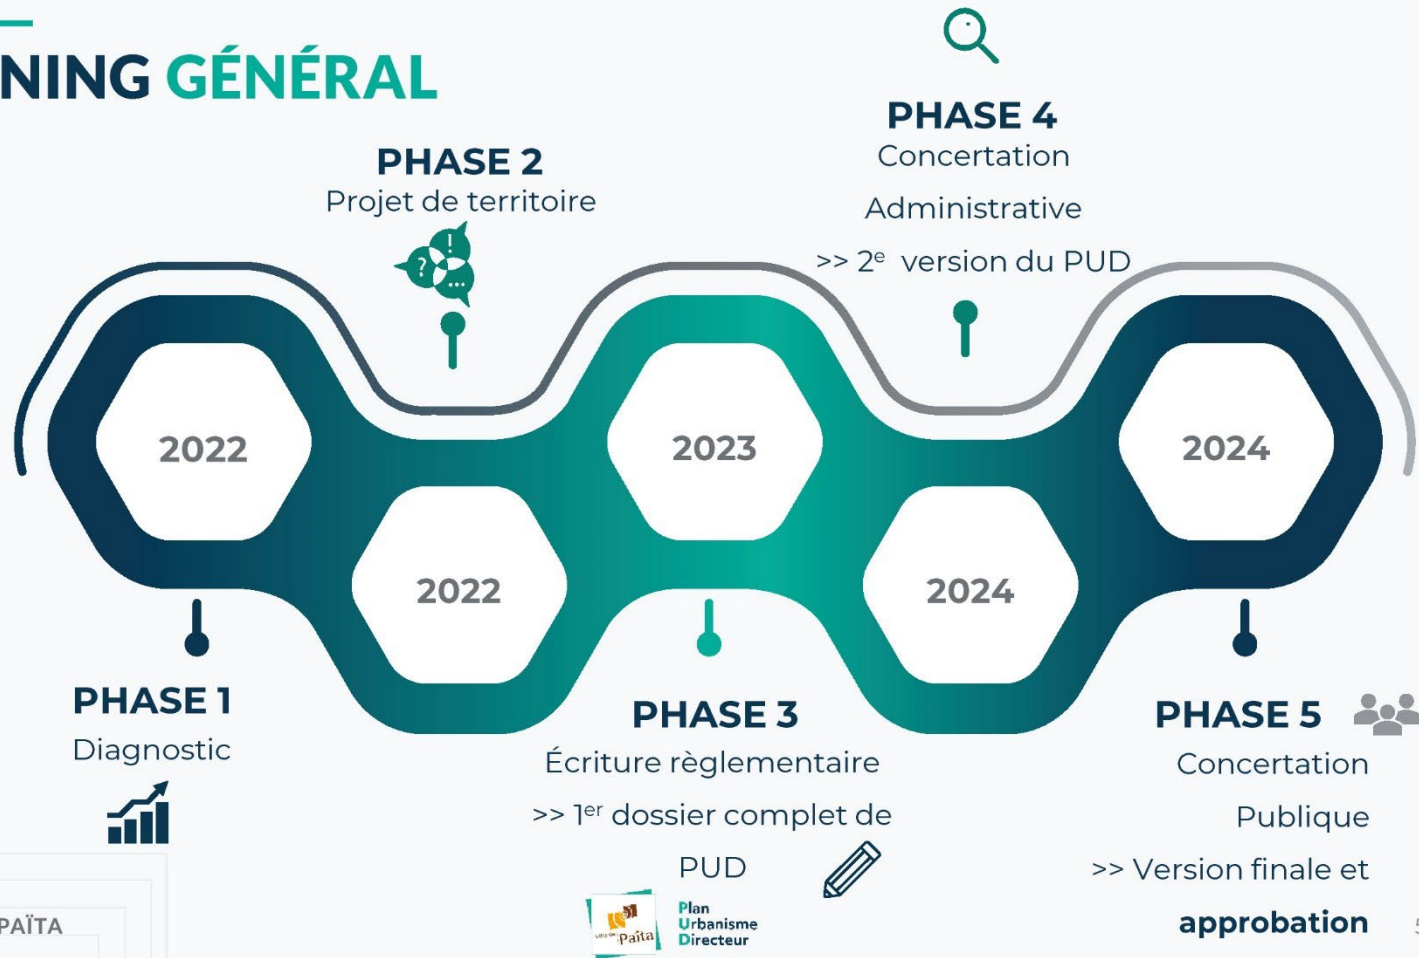 NING GÉNÉRAL
PHASE 2
Projet de territoire
PHASE 4
Concertation
Administrative
>> 2e version du PUD
2022
2022
2023
2024
2024
PHASE 1
Diagnostic
PHASE 3
Écriture règlementaire
>> 1er dossier complet de
PUD
PHASE 5
Concertation
Publique
>> Version finale et
approbation
PAÏTA
Païta
Plan
Urbanisme
Directeur
5